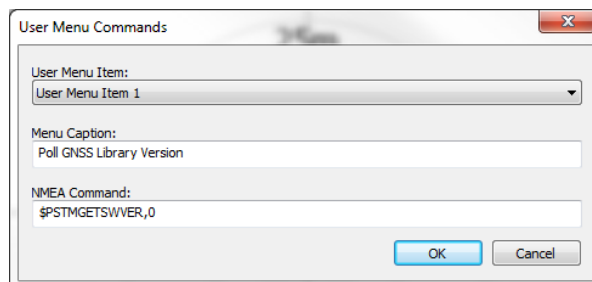 User Menu Commands
User Menu Item:
User Menu Item 1
Menu Caption:
Poll GNSS Library Version
NMEA Command:
$PSTMGETSWVER,0
OK
Cancel